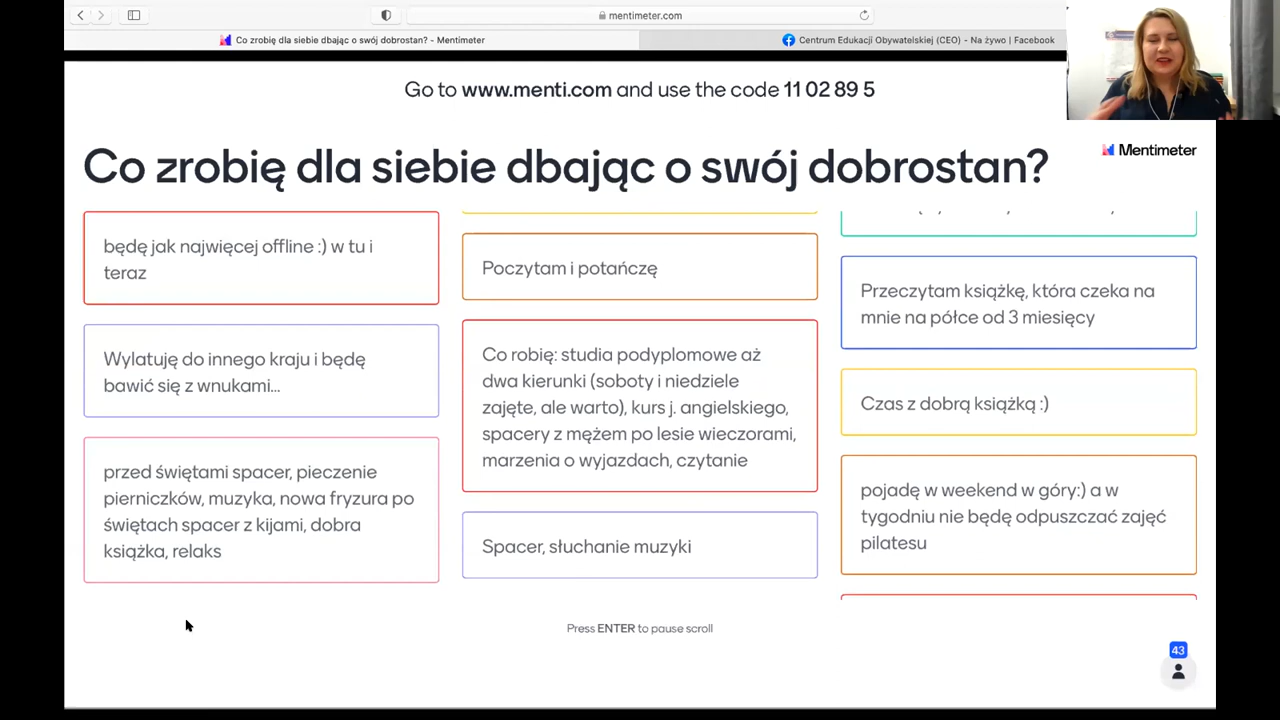 mentimeter.com
Co zrobię dla siebie dbając o swój dobrostan? - Mentimeter
Centrum Edukacji Obywatelskiej (CEO) - Na żywo | Facebook
Go to www.menti.com and use the code 11 02 89 5
Co zrobię dla siebie dbając o swój dobrostan?
Mentimeter
będę jak najwięcej offline :) w tu i
teraz
Wylatuję do innego kraju i będę
bawić się z wnukami...
przed świętami spacer, pieczenie
pierniczków, muzyka, nowa fryzura po
świętach spacer z kijami, dobra
książka, relaks
Poczytam i potańczę
Co robię: studia podyplomowe aż
dwa kierunki (soboty i niedziele
zajęte, ale warto), kurs j. angielskiego,
spacery z mężem po lesie wieczorami,
marzenia o wyjazdach, czytanie
Spacer, słuchanie muzyki
Przeczytam książkę, która czeka na
mnie na półce od 3 miesięcy
Czas z dobrą książką :)
pojadę w weekend w góry:) a w
tygodniu nie będę odpuszczać zajęć
pilatesu
Press ENTER to pause scroll
43